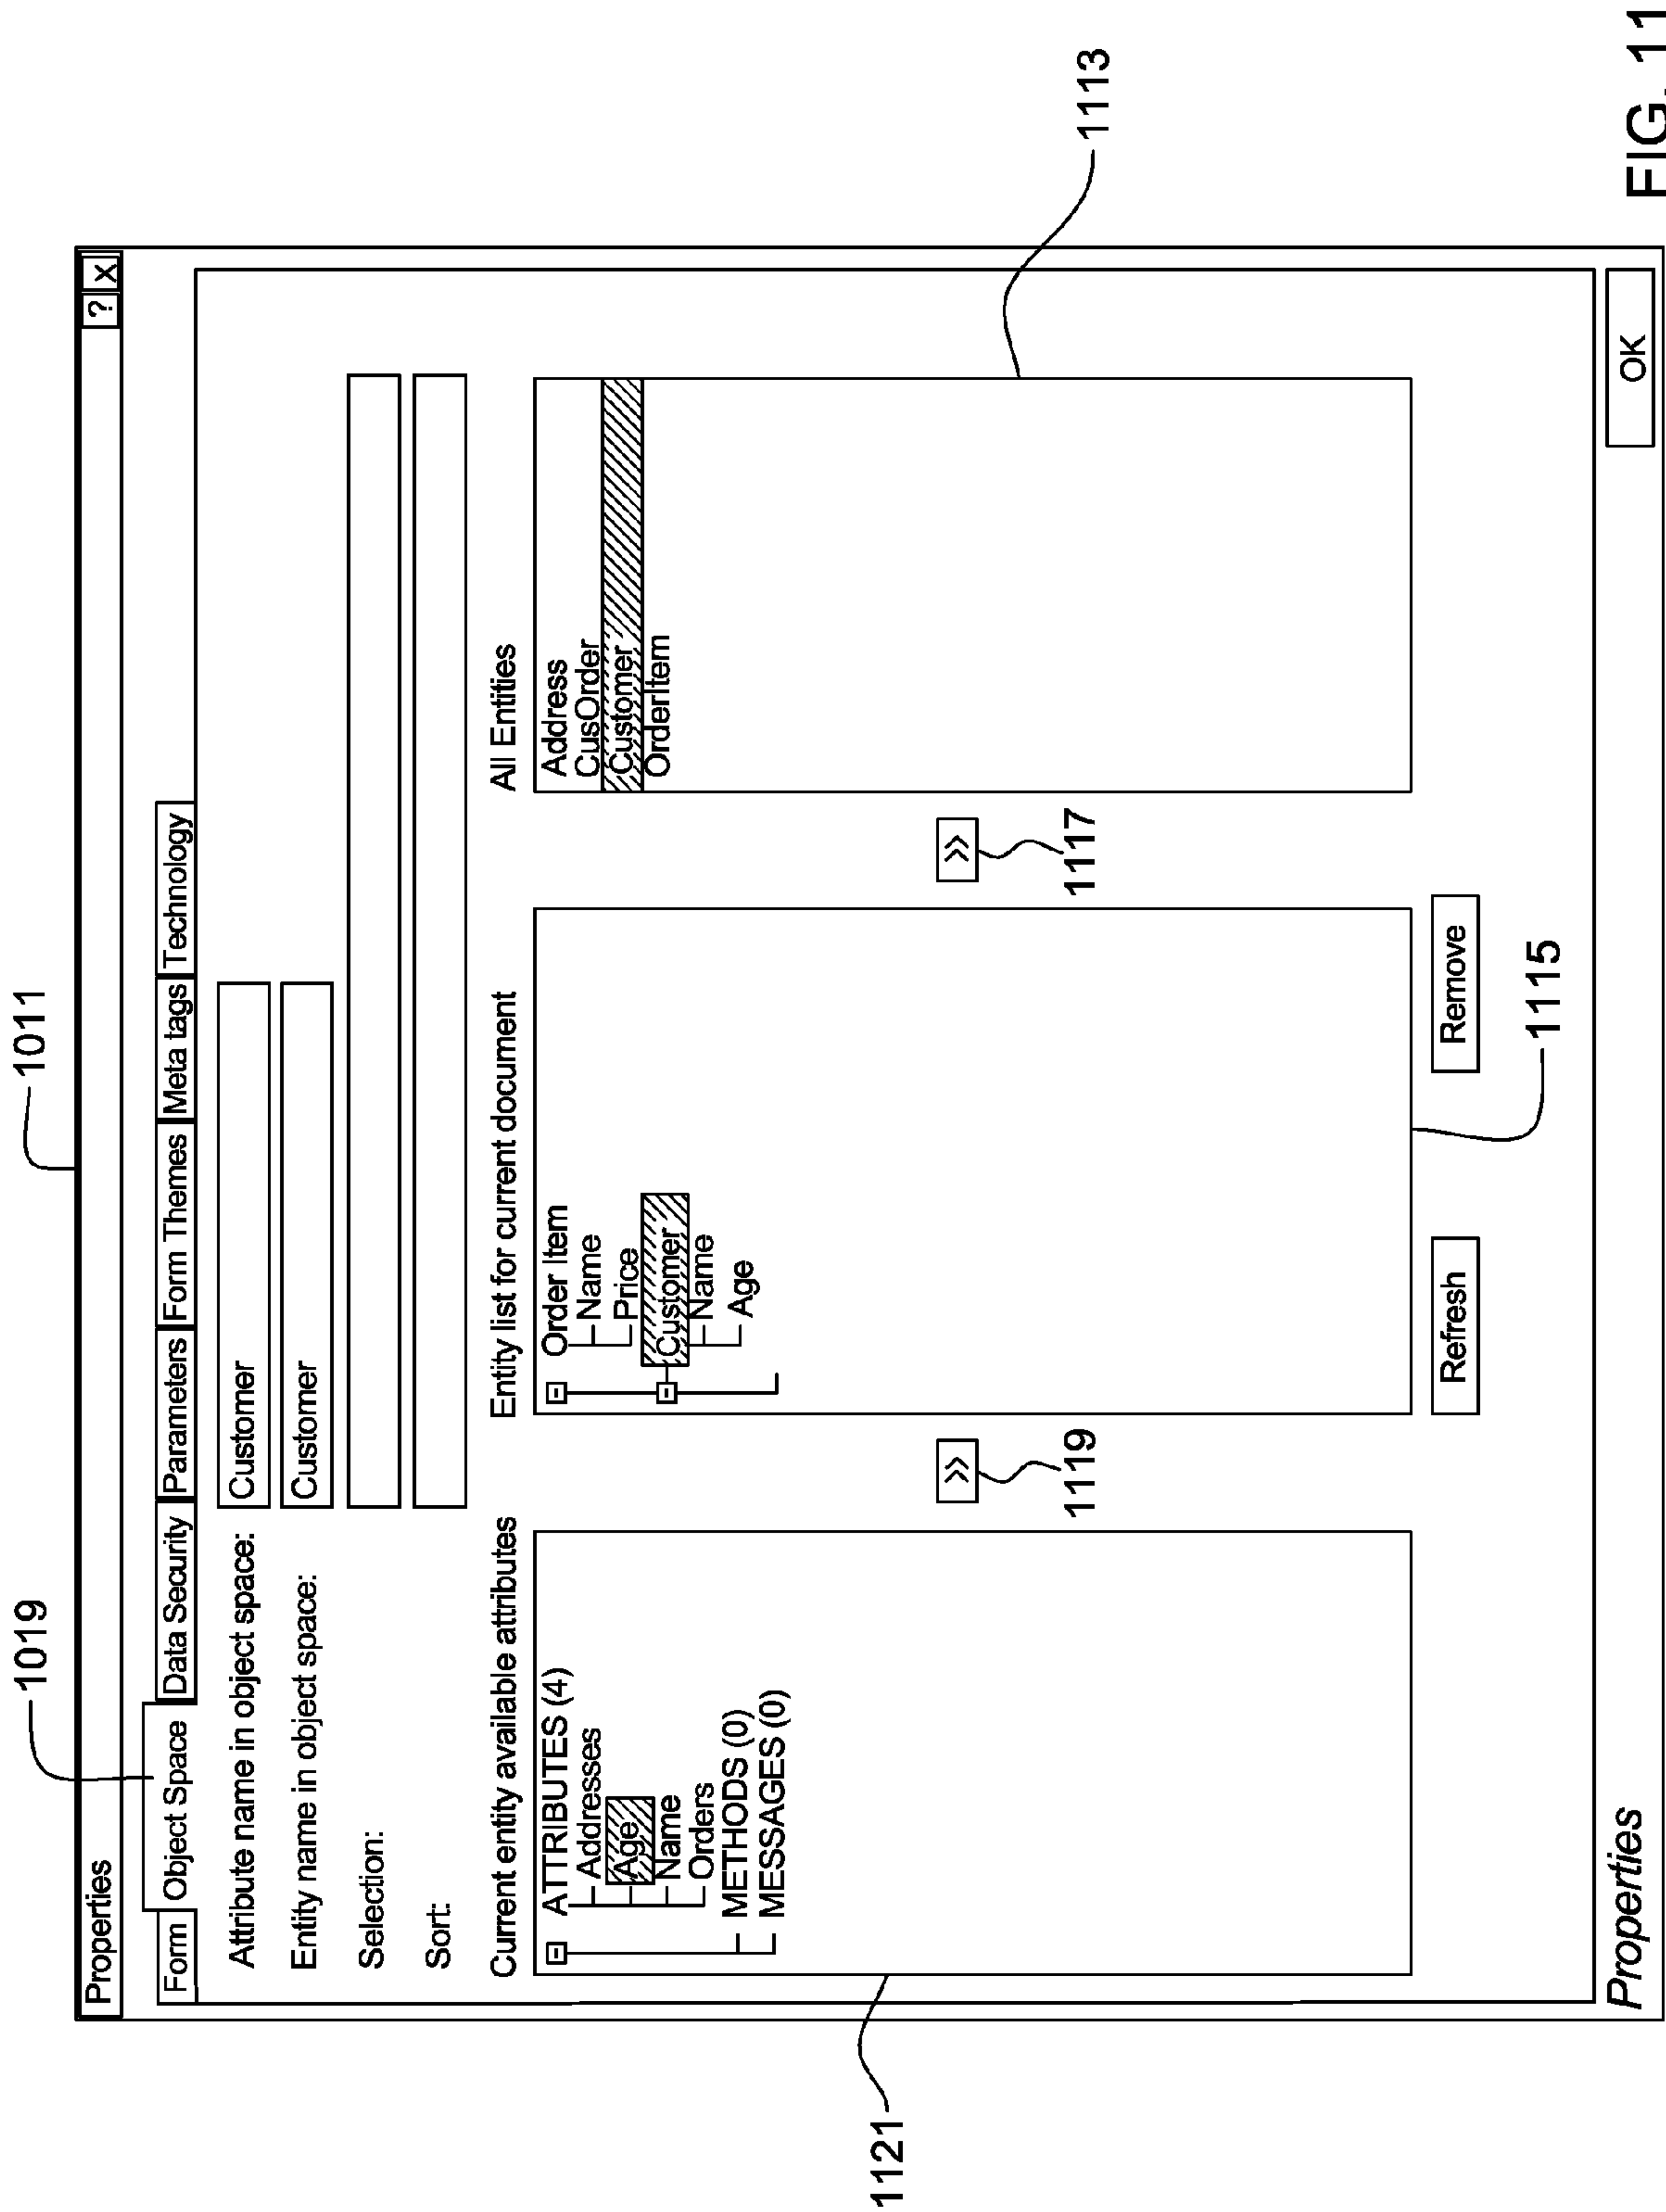 1019
1011
Properties
? X
Form Object Space Data Security Parameters Form Themes Meta tags Technology
Attribute name in object space: Customer
Entity name in object space: Customer
Selection:
Sort:
Current entity available attributes
ATTRIBUTES (4)
Addresses
Age
Name
Orders
METHODS (0)
MESSAGES (0)
1121
>>
1119
Entity list for current document
Order Item
Name
Price
Customer
Name
Age
Refresh
Remove
1115
>>
1117
All Entities
Address
CusOrder
Customer
OrderItem
1113
Properties
OK
FIG. 11